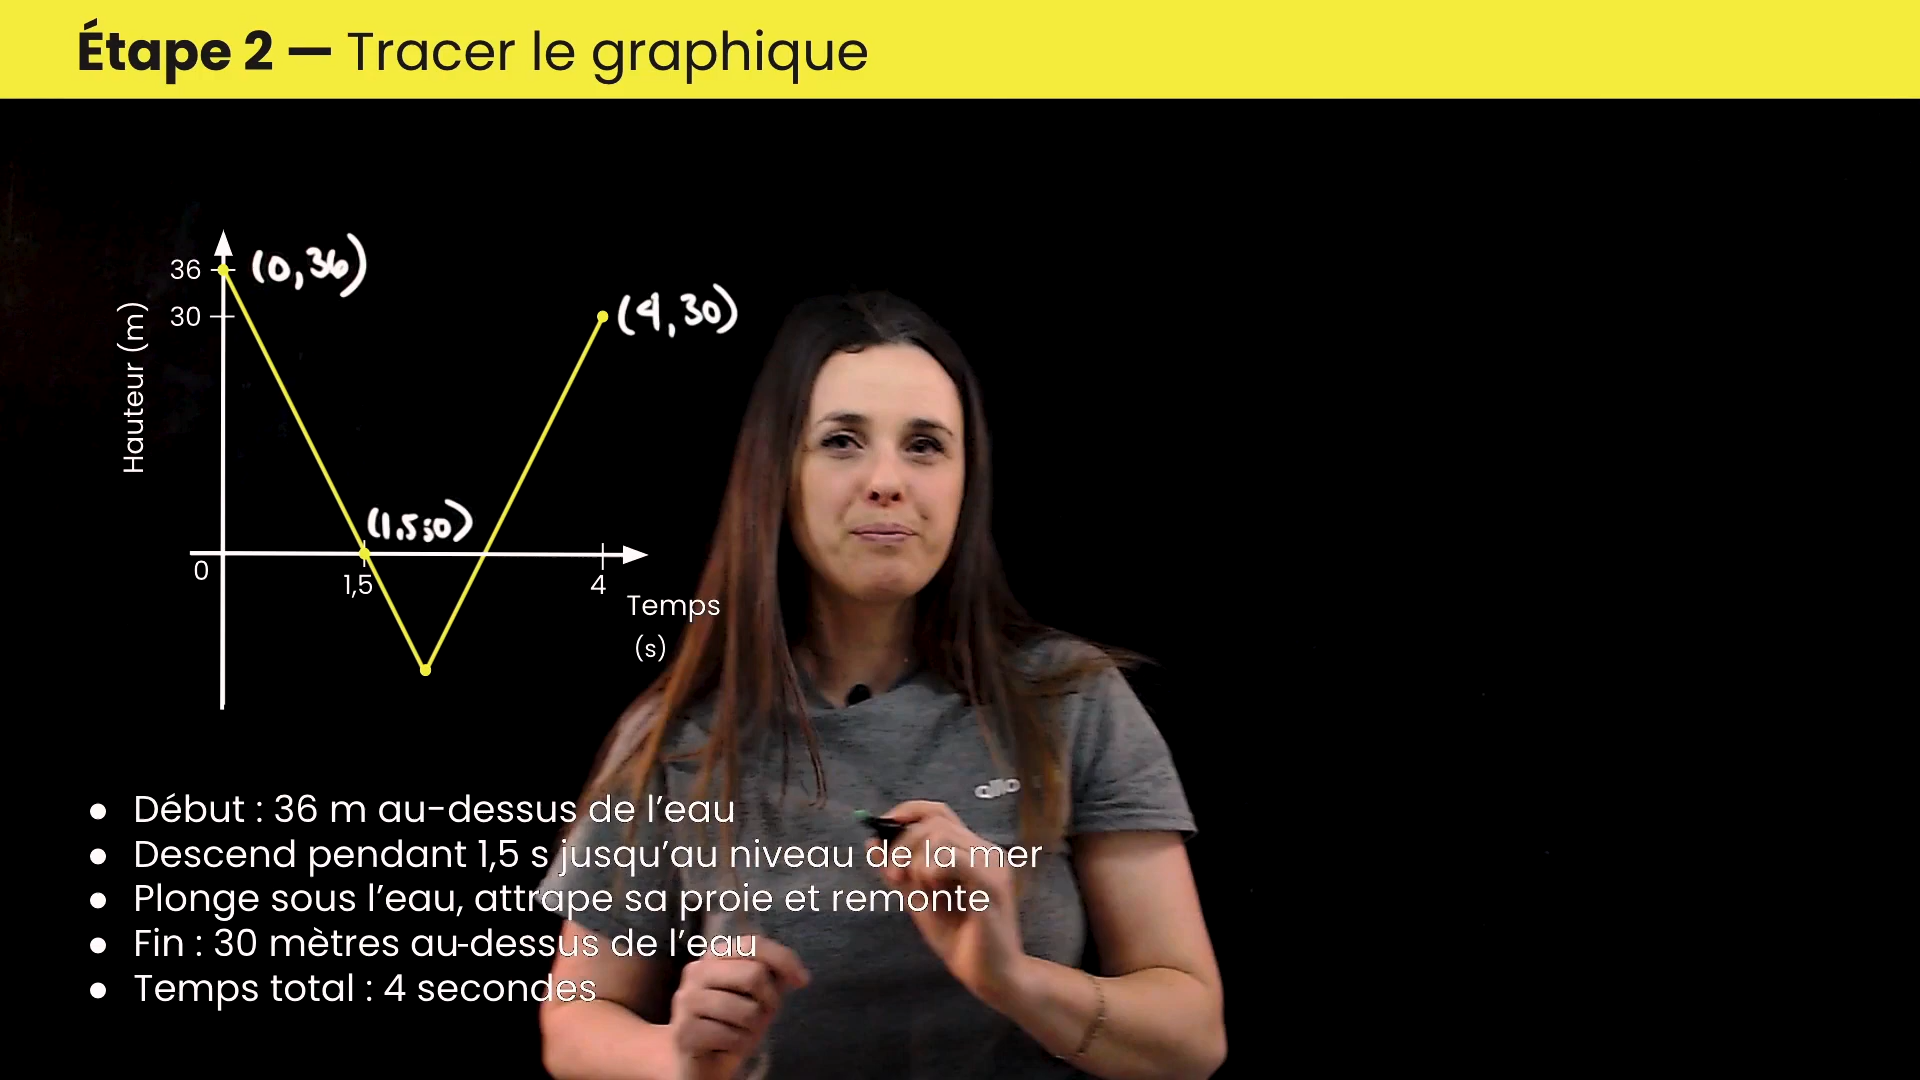 Étape 2 — Tracer le graphique
36
(0,36)
30
(4,30)
Hauteur (m)
(1.5;0)
0
1,5
4
Temps
(s)
allo
● Début : 36 m au-dessus de l’eau
● Descend pendant 1,5 s jusqu’au niveau de la mer
● Plonge sous l’eau, attrape sa proie et remonte
● Fin : 30 mètres au-dessus de l’eau
● Temps total : 4 secondes